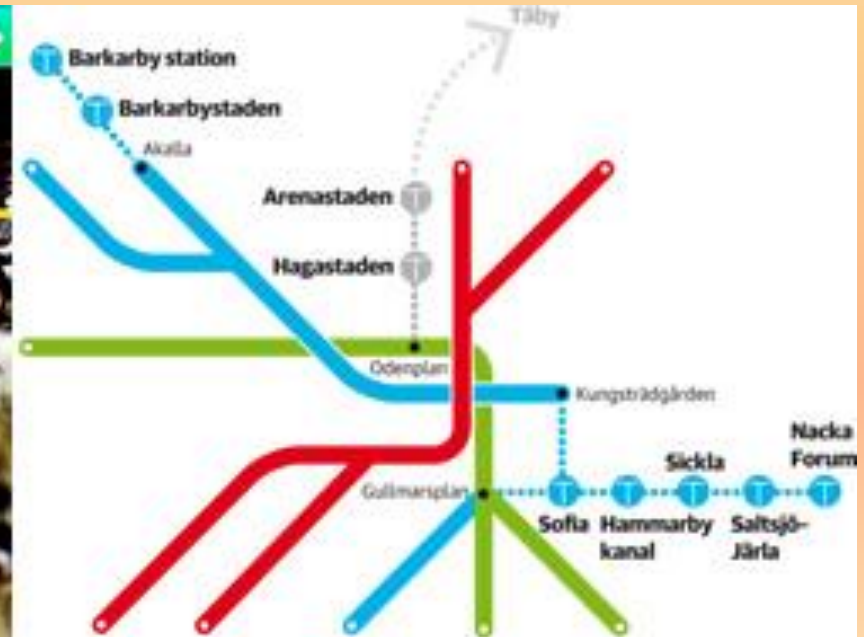 Täby
Barkarby station
Barkarbystaden
Akalla
Arenastaden
Hagastaden
Odenplan
Kungsträdgården
Nacka
Forum
Sickla
Gullmarsplan
Sofia
Hammarby
kanal
Saltsjö-
Järla